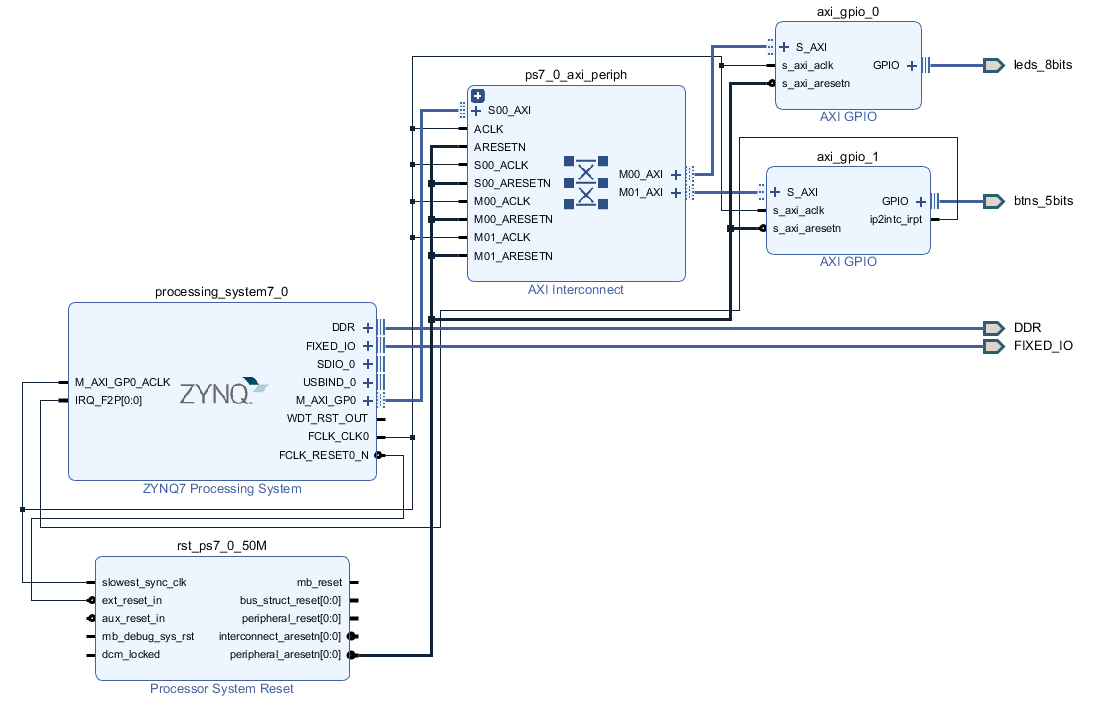 axi_gpio_0
S_AXI
s_axi_aclk
s_axi_aresetn
GPIO
AXI GPIO
leds_8bits
ps7_0_axi_periph
S00_AXI
ACLK
ARESETN
S00_ACLK
S00_ARESETN
M00_ACLK
M00_ARESETN
M01_ACLK
M01_ARESETN
M00_AXI
M01_AXI
AXI Interconnect
axi_gpio_1
S_AXI
s_axi_aclk
s_axi_aresetn
GPIO
ip2intc_irpt
AXI GPIO
btns_5bits
processing_system7_0
M_AXI_GP0_ACLK
IRQ_F2P[0:0]
ZYNQ
DDR
FIXED_IO
SDIO_0
USBIND_0
M_AXI_GP0
WDT_RST_OUT
FCLK_CLK0
FCLK_RESET0_N
ZYNQ7 Processing System
DDR
FIXED_IO
rst_ps7_0_50M
slowest_sync_clk
ext_reset_in
aux_reset_in
mb_debug_sys_rst
dcm_locked
mb_reset
bus_struct_reset[0:0]
peripheral_reset[0:0]
interconnect_aresetn[0:0]
peripheral_aresetn[0:0]
Processor System Reset